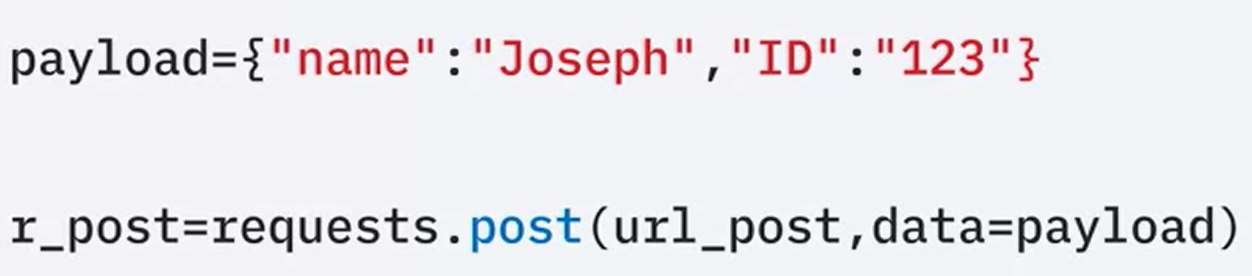 payload={"name":"Joseph","ID":"123"}
r_post=requests.post(url_post,data=payload)